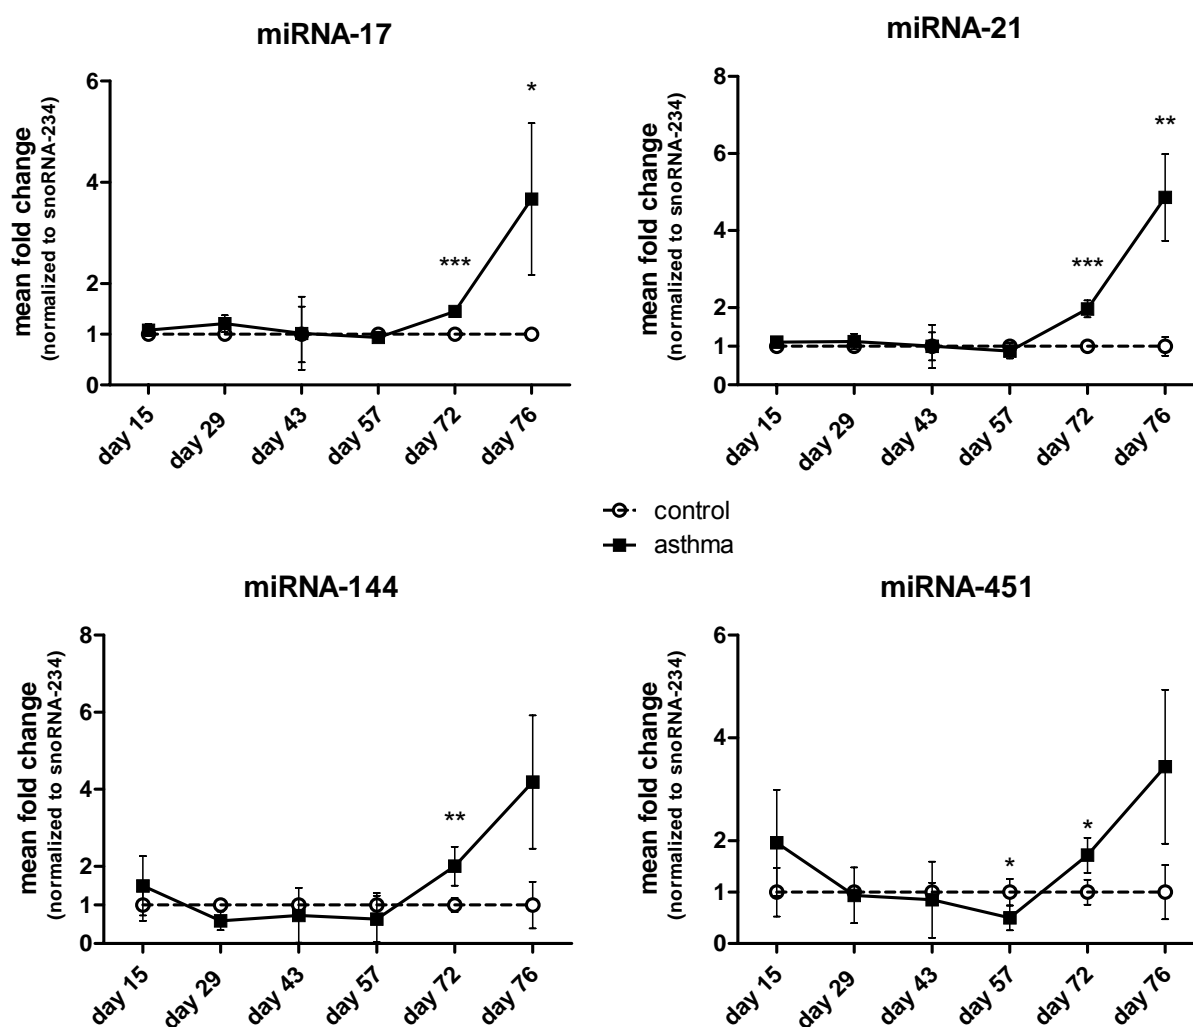 miRNA-17
mean fold change
(normalized to snoRNA-234)
6
4
2
1
0
*
***
day 15
day 29
day 43
day 57
day 72
day 76
miRNA-21
mean fold change
(normalized to snoRNA-234)
8
6
4
2
1
0
**
***
day 15
day 29
day 43
day 57
day 72
day 76
control
asthma
miRNA-144
mean fold change
(normalized to snoRNA-234)
8
6
4
2
1
0
**
day 15
day 29
day 43
day 57
day 72
day 76
miRNA-451
mean fold change
(normalized to snoRNA-234)
6
4
2
1
0
*
*
day 15
day 29
day 43
day 57
day 72
day 76